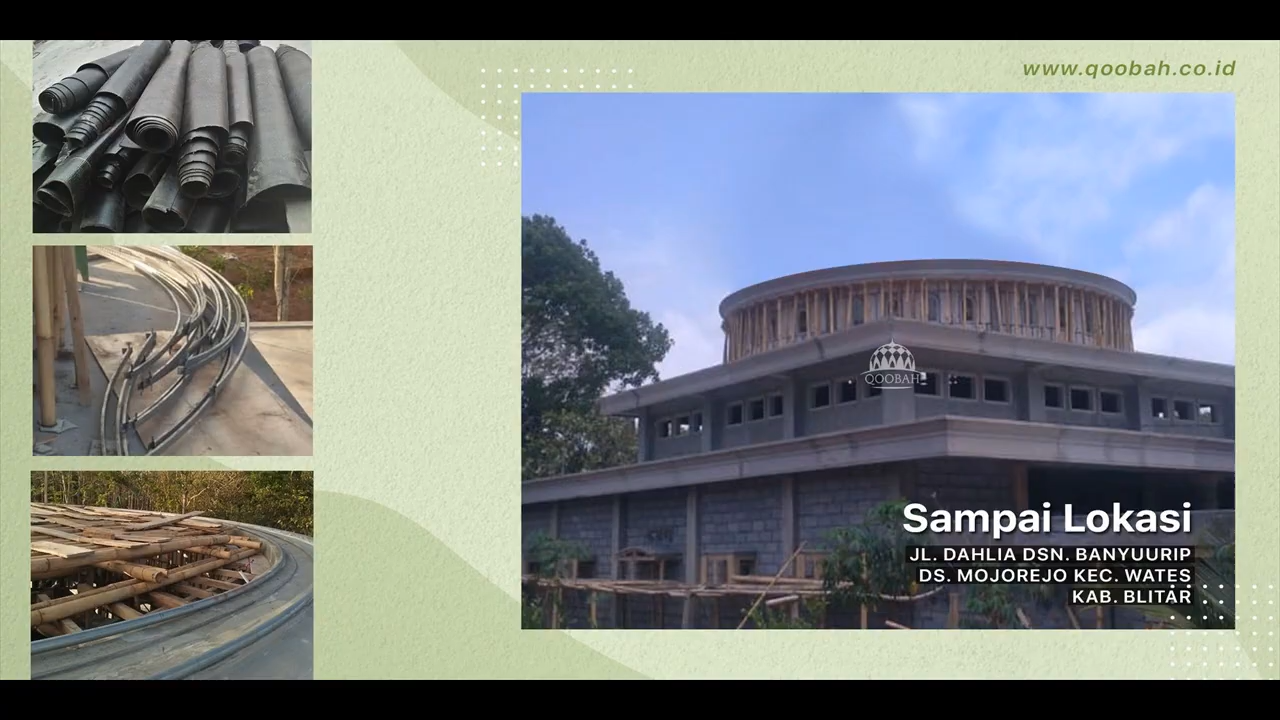 www.qoobah.co.id
QOOBAH
Sampai Lokasi
JL. DAHLIA DSN. BANYUURIP
DS. MOJOREJO KEC. WATES
KAB. BLITAR